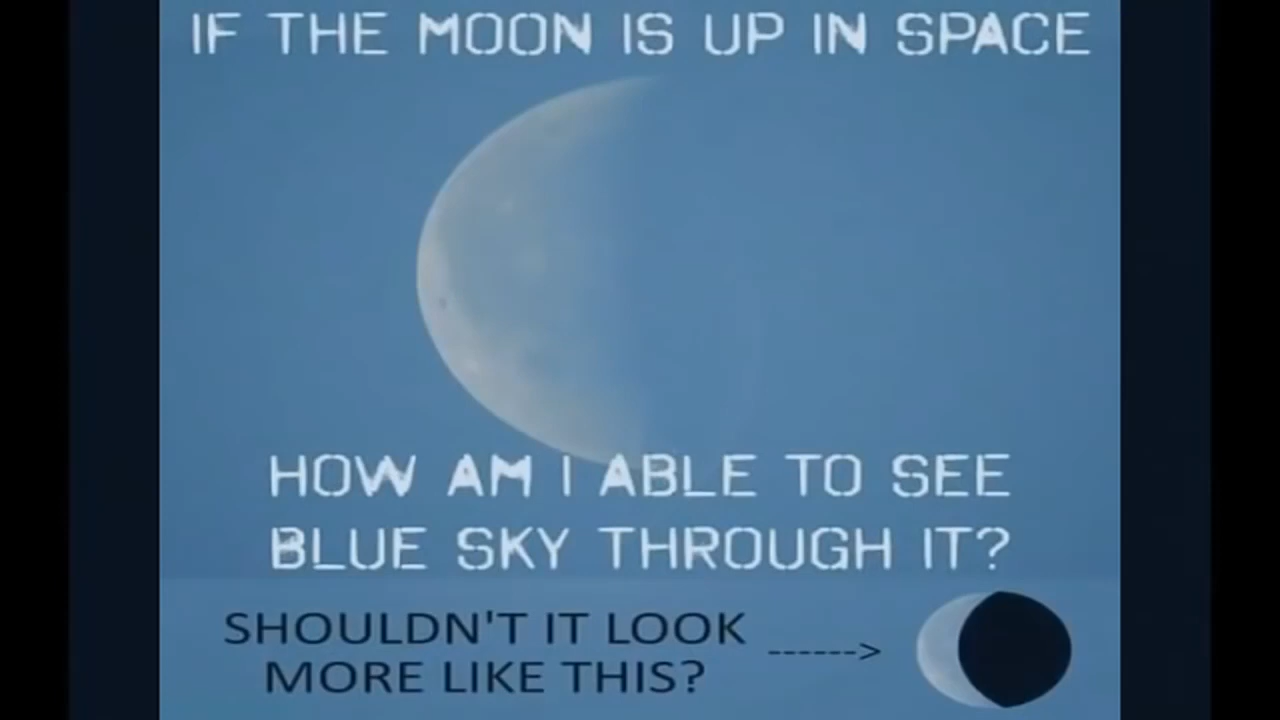 IF THE MOON IS UP IN SPACE
HOW AM I ABLE TO SEE
BLUE SKY THROUGH IT?
SHOULDN'T IT LOOK
MORE LIKE THIS?
------>